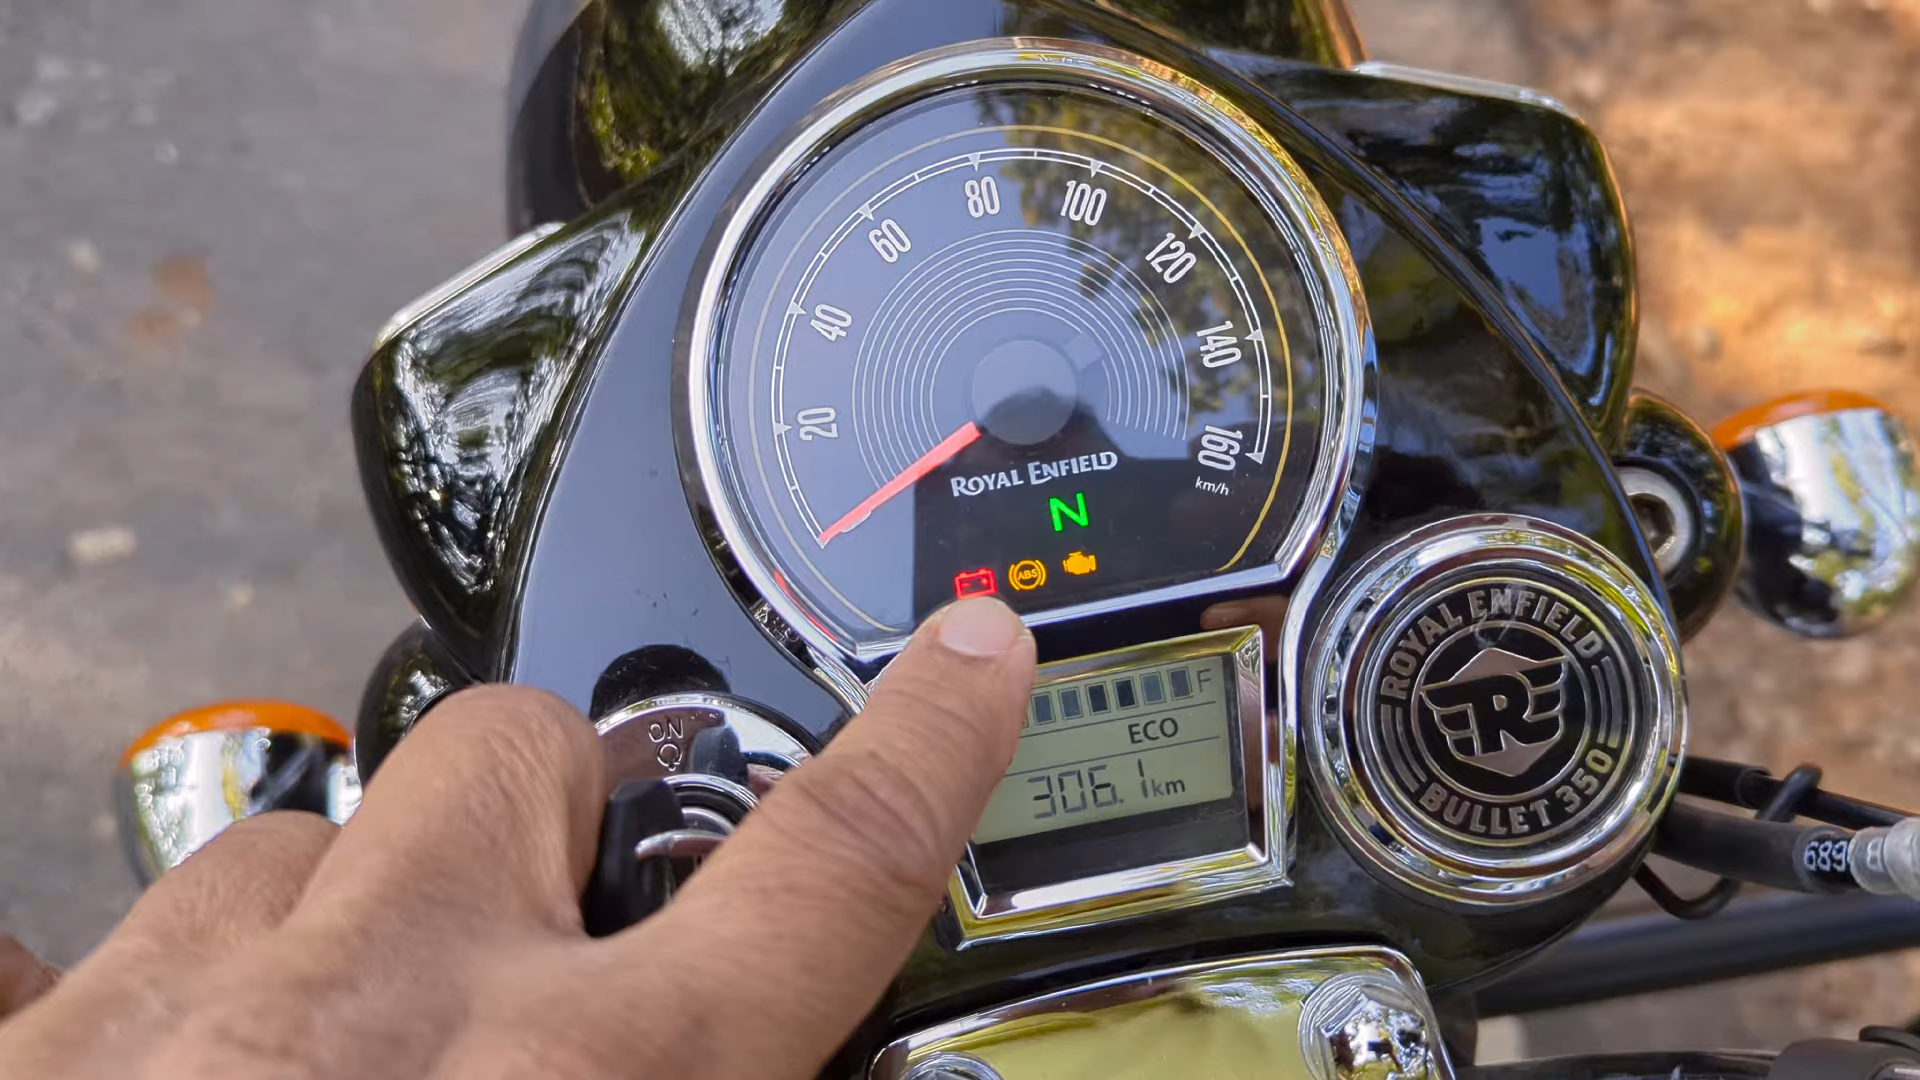 80
100
60
120
40
140
20
160
km/h
ROYAL ENFIELD
N
ABS
F
ECO
306.1 km
ON
ROYAL ENFIELD
R
BULLET 350
689
B